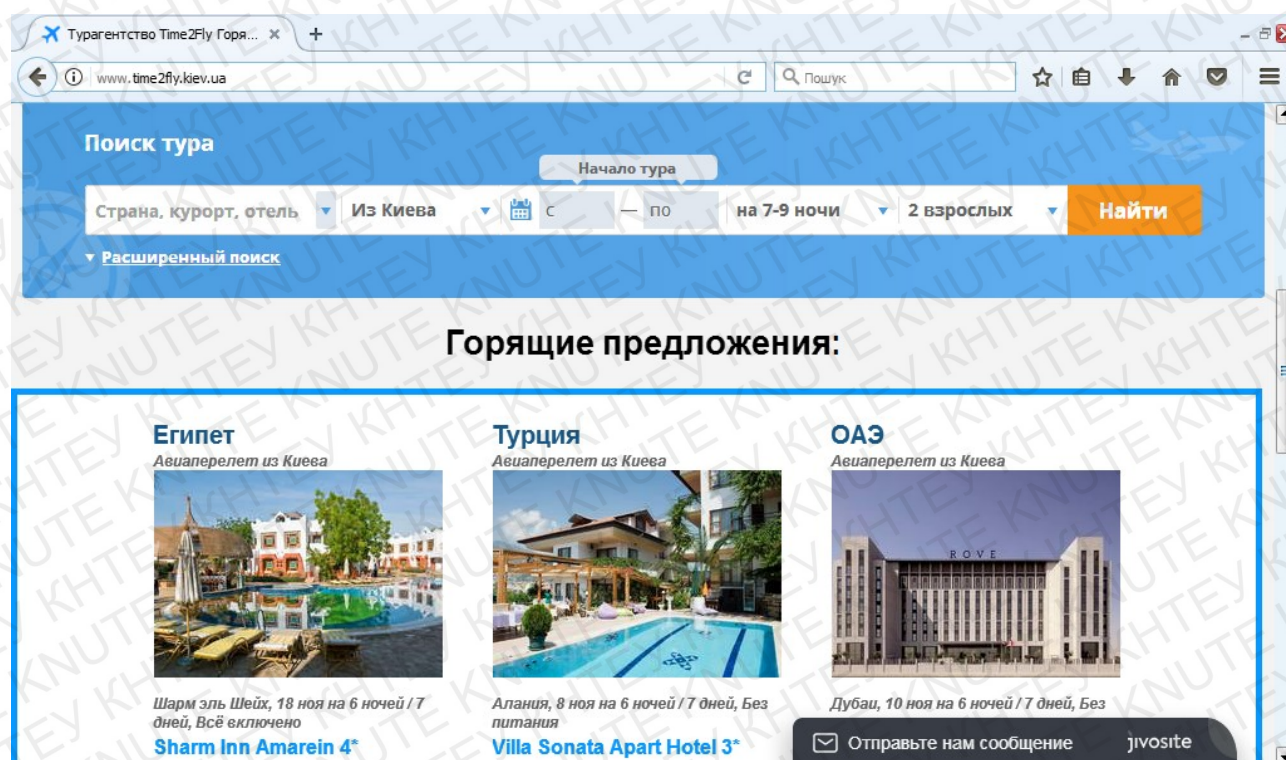 Турагентство Time2Fly Горя...
www.time2fly.kiev.ua
Пошук
Поиск тура
Начало тура
Страна, курорт, отель
Из Киева
с — по
на 7-9 ночи
2 взрослых
Найти
Расширенный поиск
Горящие предложения:
Египет
Авиаперелет из Киева
Шарм эль Шейх, 18 ноя на 6 ночей / 7
дней, Всё включено
Sharm Inn Amarein 4*
Турция
Авиаперелет из Киева
Алания, 8 ноя на 6 ночей / 7 дней, Без
питания
Villa Sonata Apart Hotel 3*
ОАЭ
Авиаперелет из Киева
ROVE
Дубаи, 10 ноя на 6 ночей / 7 дней, Без
Отправьте нам сообщение
jivosite
KNUTE КНТЕУ